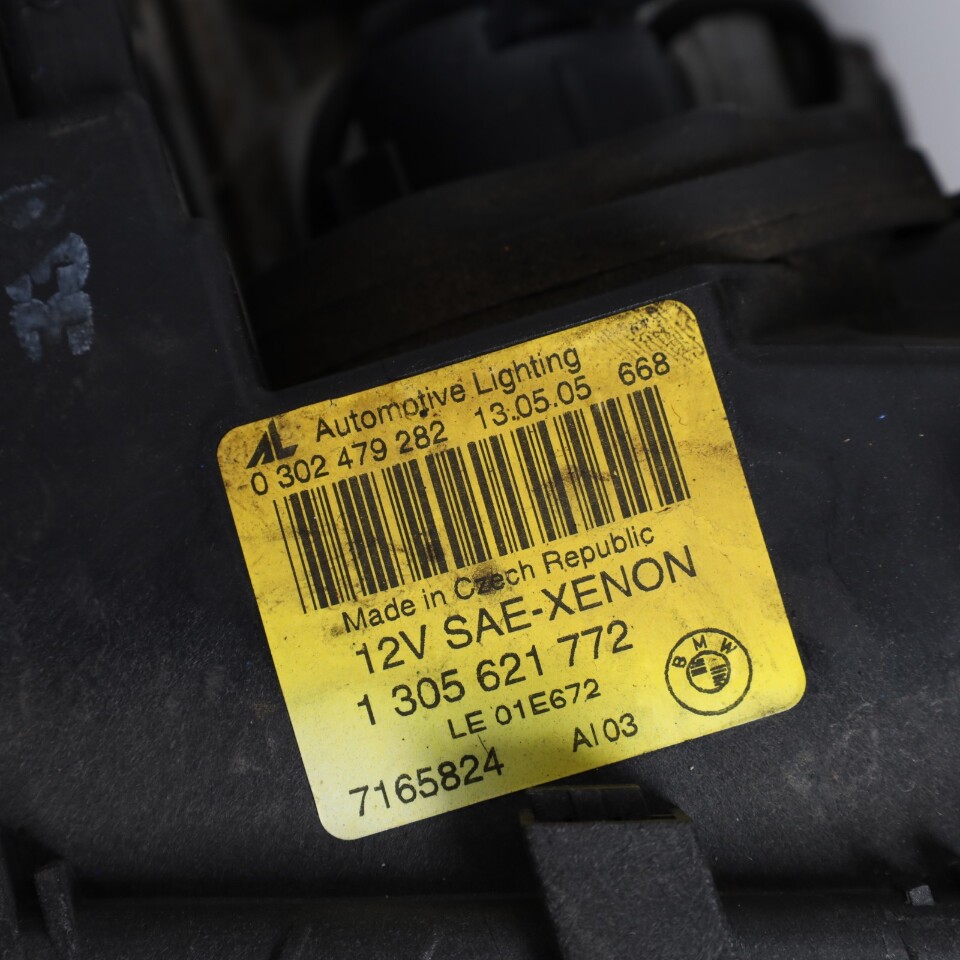 AL Automotive Lighting
0 302 479 282 13.05.05 668
Made in Czech Republic
12V SAE-XENON
1 305 621 772
BMW
LE 01E672
7165824 AI 03